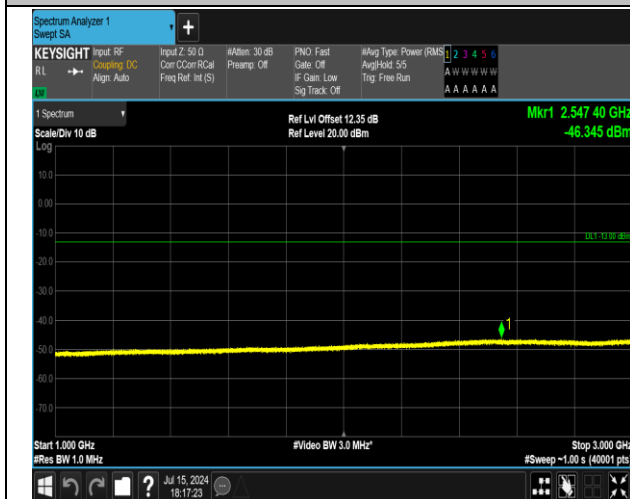 Spectrum Analyzer 1
Swept SA
+
KEYSIGHT Input: RF Input Z: 50 Ω #Atten: 30 dB PNO: Fast #Avg Type: Power (RMS 1 2 3 4 5 6
RL Coupling: DC Corr CCorr RCal Preamp: Off Gate: Off Avg|Hold: 5/5 A W W W W W
Align: Auto Freq Ref: Int (S) IF Gain: Low Trig: Free Run
Sig Track: Off A A A A A A
1 Spectrum Ref Lvl Offset 12.35 dB Mkr1 2.547 40 GHz
Scale/Div 10 dB Ref Level 20.00 dBm -46.345 dBm
Log
10.0
0.00
-10.0
DL1 -13.00 dBm
-20.0
-30.0
-40.0
1
-50.0
-60.0
-70.0
Start 1.000 GHz #Video BW 3.0 MHz* Stop 3.000 GHz
#Res BW 1.0 MHz #Sweep ~1.00 s (40001 pts)
? Jul 15, 2024
18:17:23